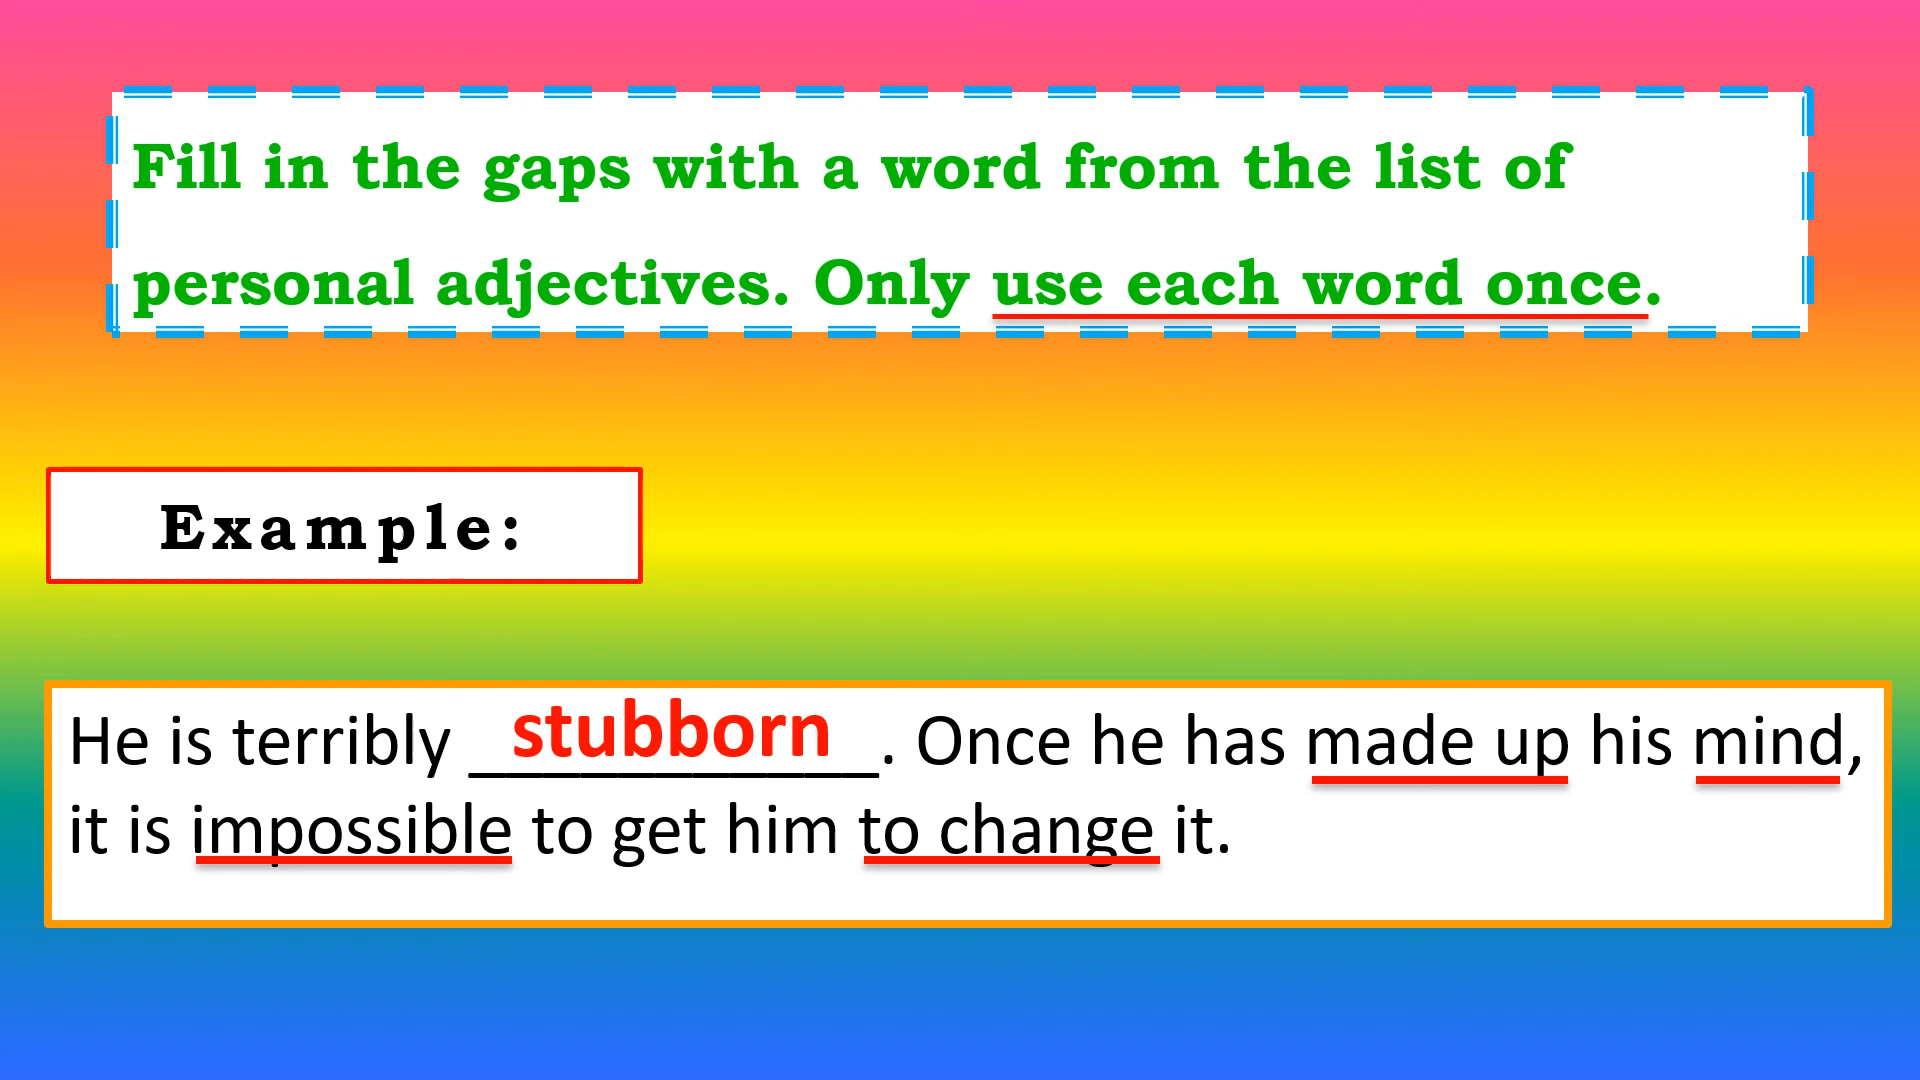 Fill in the gaps with a word from the list of
personal adjectives. Only use each word once.
Example:
He is terribly ___stubborn___. Once he has made up his mind,
it is impossible to get him to change it.